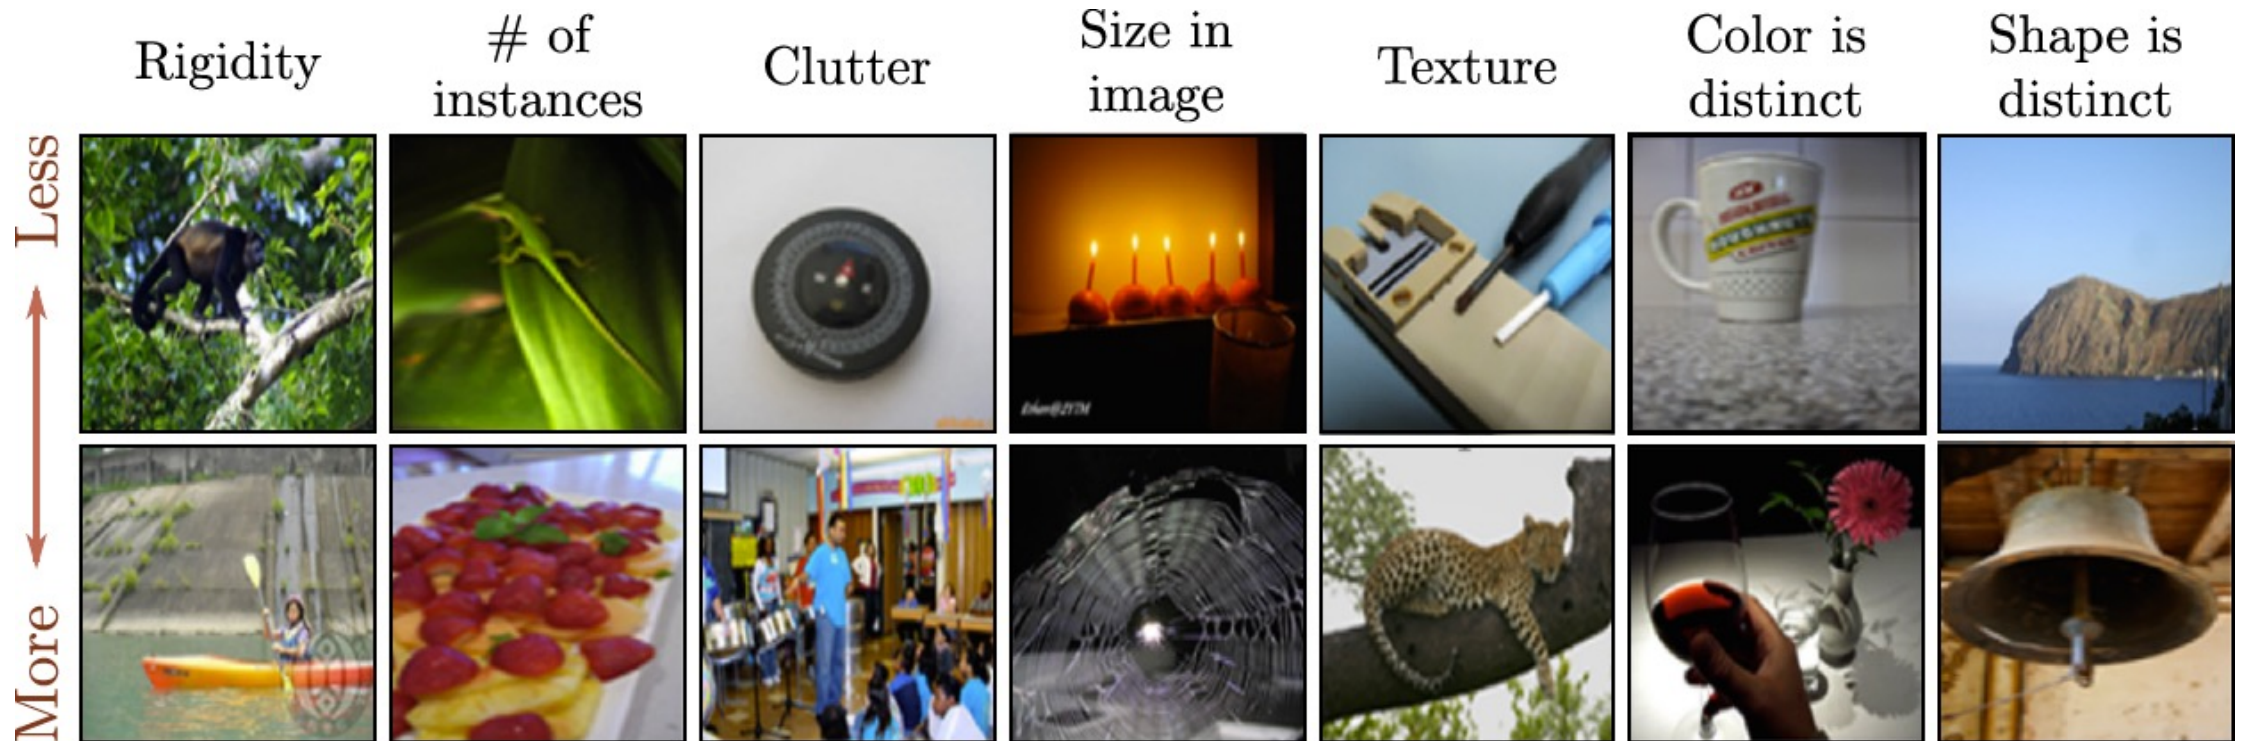 Rigidity
# of
instances
Clutter
Size in
image
Texture
Color is
distinct
Shape is
distinct
Less
More